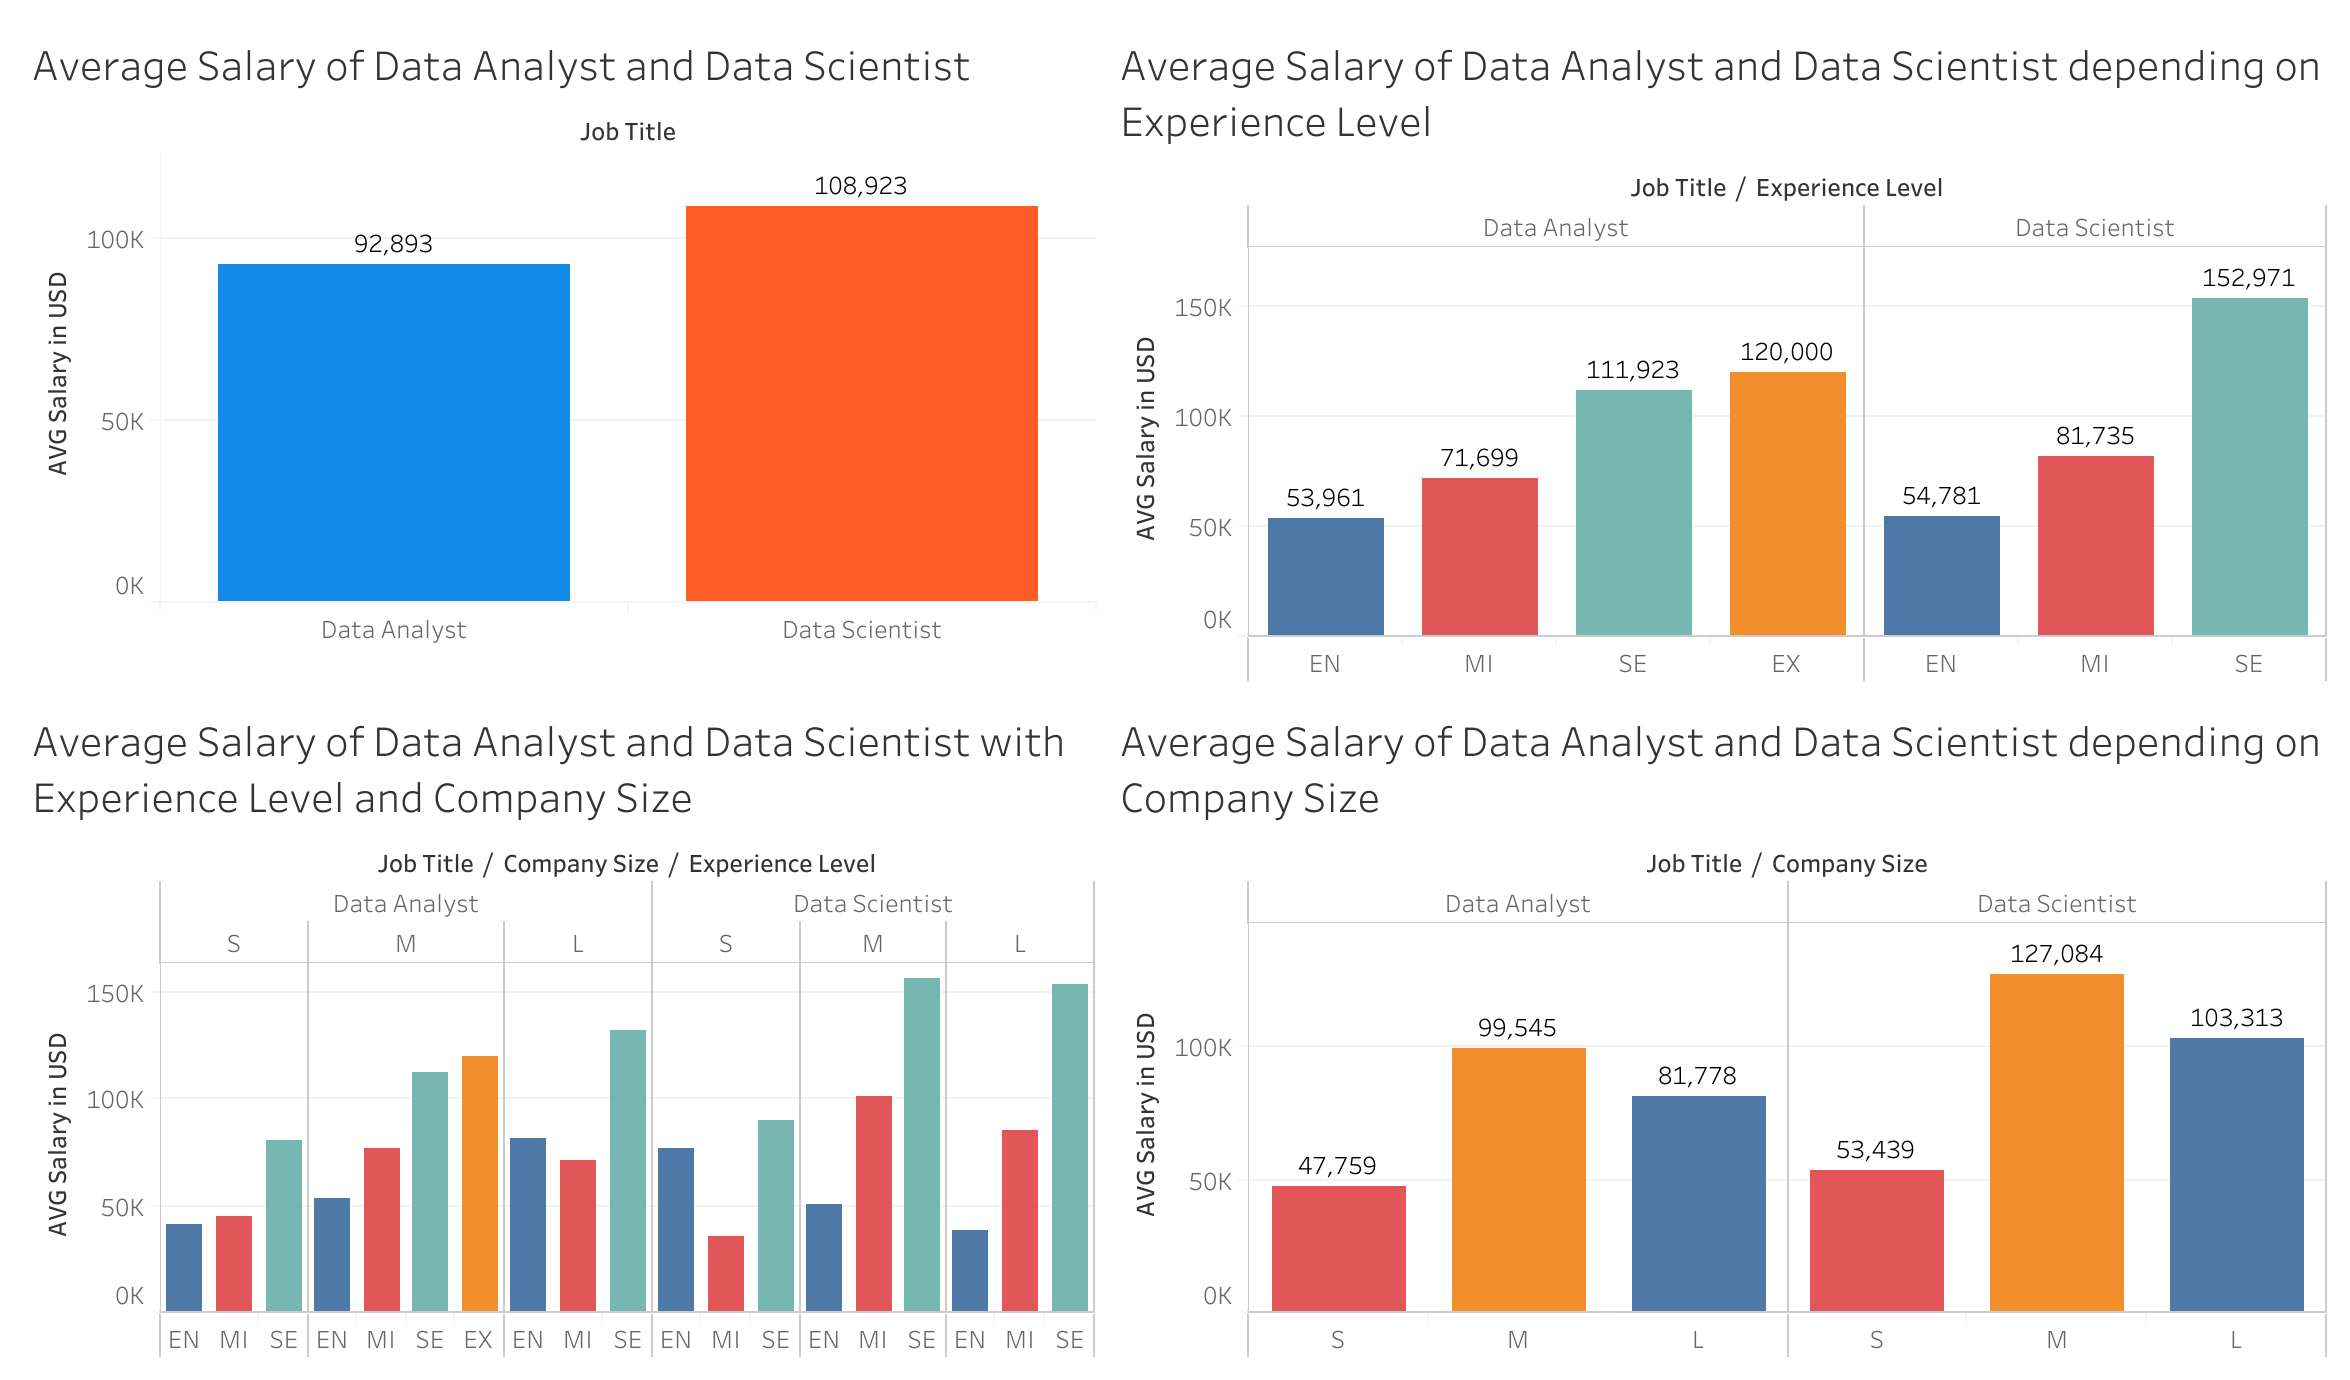 Average Salary of Data Analyst and Data Scientist
Job Title
AVG Salary in USD
100K
50K
0K
92,893
108,923
Data Analyst
Data Scientist
Average Salary of Data Analyst and Data Scientist depending on
Experience Level
Job Title / Experience Level
Data Analyst
Data Scientist
AVG Salary in USD
150K
100K
50K
0K
53,961
71,699
111,923
120,000
54,781
81,735
152,971
EN MI SE EX EN MI SE
Average Salary of Data Analyst and Data Scientist with
Experience Level and Company Size
Job Title / Company Size / Experience Level
Data Analyst
Data Scientist
S M L S M L
AVG Salary in USD
150K
100K
50K
0K
EN MI SE EN MI SE EX EN MI SE EN MI SE EN MI SE EN MI SE
Average Salary of Data Analyst and Data Scientist depending on
Company Size
Job Title / Company Size
Data Analyst
Data Scientist
AVG Salary in USD
100K
50K
0K
47,759
99,545
81,778
53,439
127,084
103,313
S M L S M L